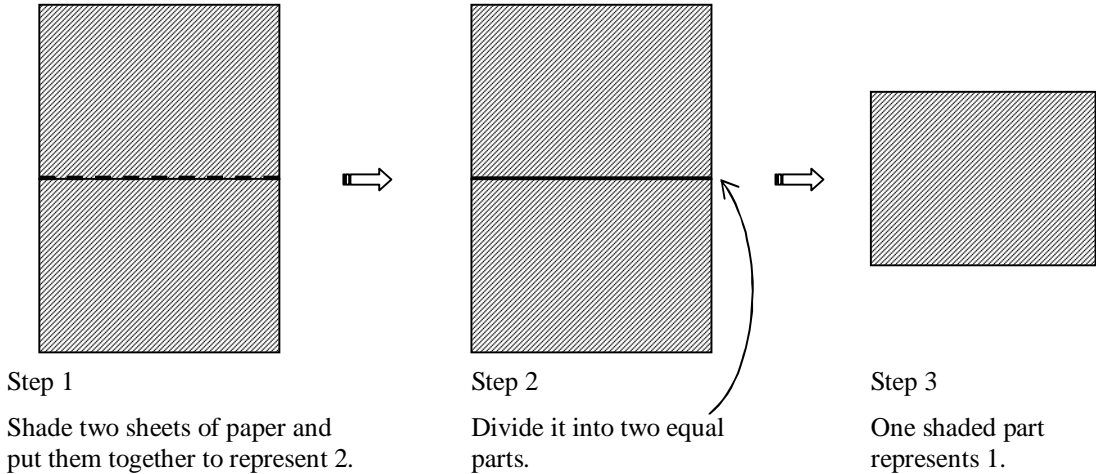 Step 1
Shade two sheets of paper and
put them together to represent 2.
Step 2
Divide it into two equal
parts.
Step 3
One shaded part
represents 1.